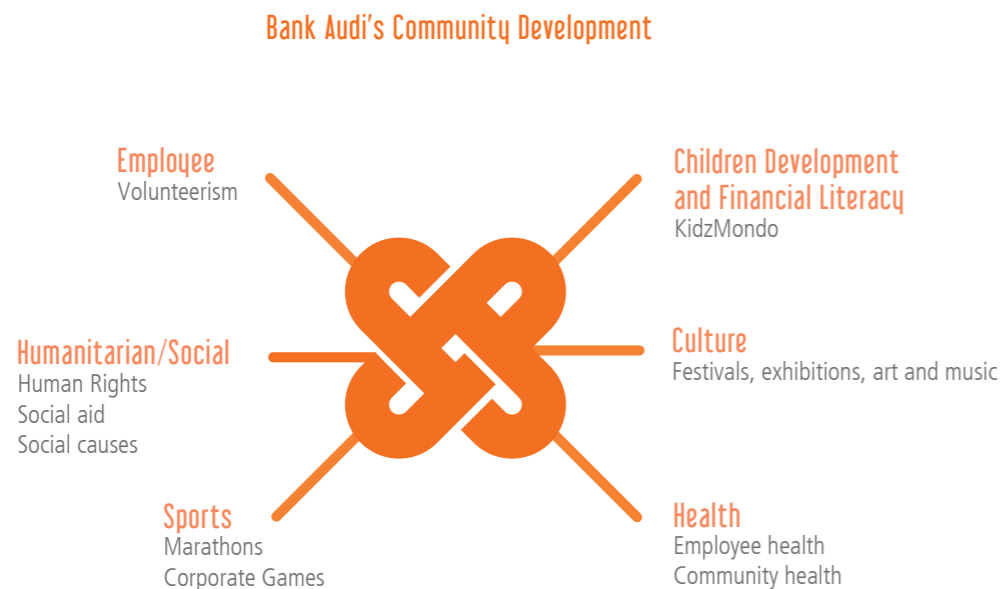 Bank Audi's Community Development
Employee
Volunteerism
Children Development
and Financial Literacy
KidzMondo
Humanitarian/Social
Human Rights
Social aid
Social causes
Culture
Festivals, exhibitions, art and music
Sports
Marathons
Corporate Games
Health
Employee health
Community health